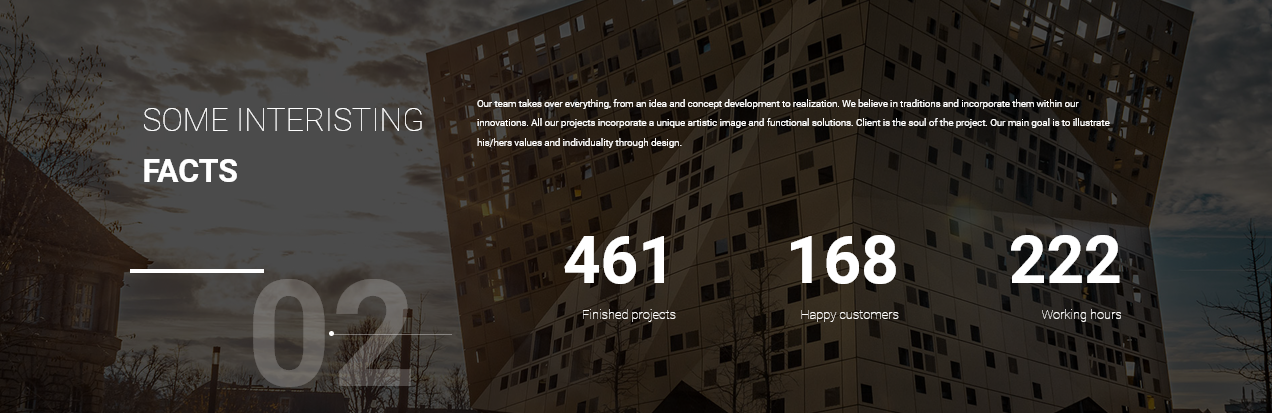 SOME INTERISTING
FACTS
02
Our team takes over everything, from an idea and concept development to realization. We believe in traditions and incorporate them within our
innovations. All our projects incorporate a unique artistic image and functional solutions. Client is the soul of the project. Our main goal is to illustrate
his/hers values and individuality through design.
461 168 222
Finished projects Happy customers Working hours